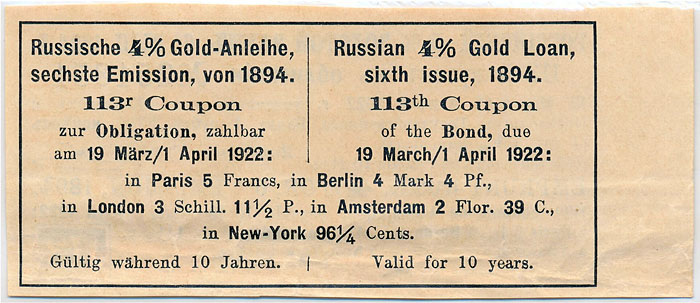 Russische 4% Gold-Anleihe,
sechste Emission, von 1894.
113r Coupon
zur Obligation, zahlbar
am 19 März/1 April 1922:
Russian 4% Gold Loan,
sixth issue, 1894.
113th Coupon
of the Bond, due
19 March/1 April 1922:
in Paris 5 Francs, in Berlin 4 Mark 4 Pf.,
in London 3 Schill. 11½ P., in Amsterdam 2 Flor. 39 C.,
in New-York 96¼ Cents.
Gültig während 10 Jahren.
Valid for 10 years.